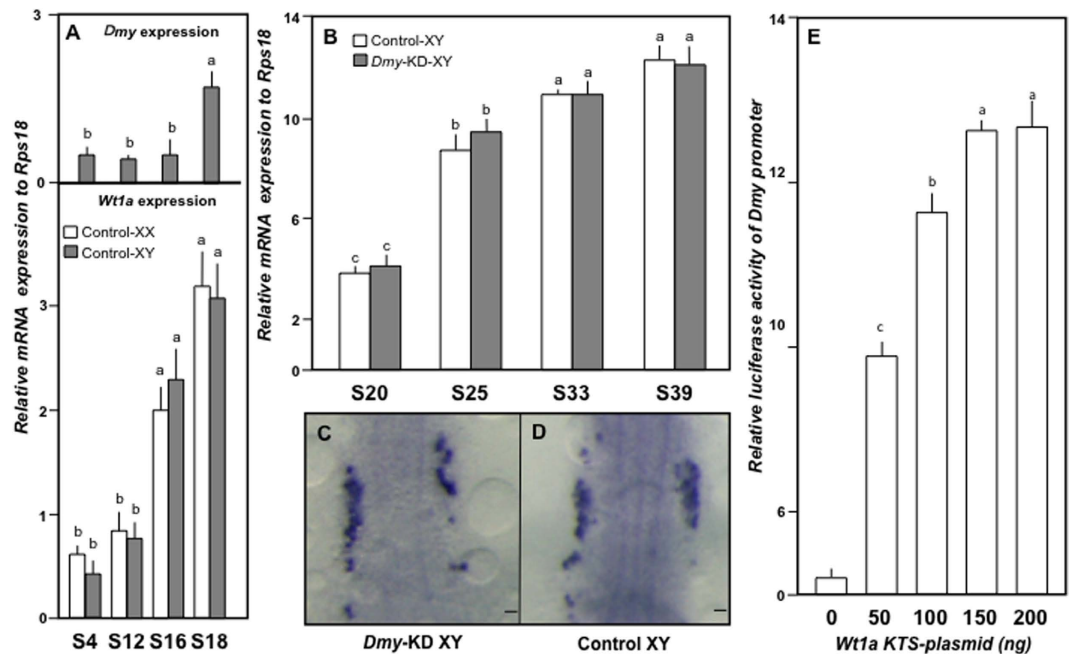 A
Dmy expression
3
0
b
b
b
a
Wt1a expression
Control-XX
Control-XY
3
2
1
0
b
b
b
b
a
a
a
a
S4 S12 S16 S18
Relative mRNA expression to Rps18
B
Control-XY
Dmy-KD-XY
14
10
6
2
0
c
c
b
b
a
a
a
a
S20 S25 S33 S39
Relative mRNA expression to Rps18
C
D
Dmy-KD XY
Control XY
E
14
12
10
6
0
c
b
a
a
0 50 100 150 200
Wt1a KTS-plasmid (ng)
Relative luciferase activity of Dmy promoter